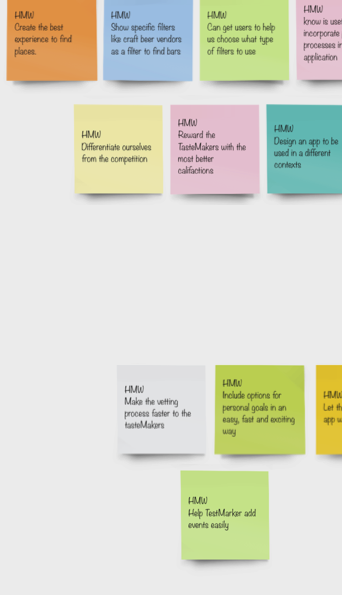 HMW
Create the best
experience to find
places.
HMW
Show specific filters
like craft beer vendors
as a filter to find bars
HMW
Can get users to help
us choose what type
of filters to use
HMW
know is use
incorporate
processes in
application
HMW
Differentiate ourselves
from the competition
HMW
Reward the
TasteMakers with the
most better
califactions
HMW
Design an app to be
used in a different
contexts
HMW
Make the vetting
process faster to the
tasteMakers
HMW
Include options for
personal goals in an
easy, fast and exciting
way
HMW
Let th
app w
HMW
Help TestMarker add
events easily